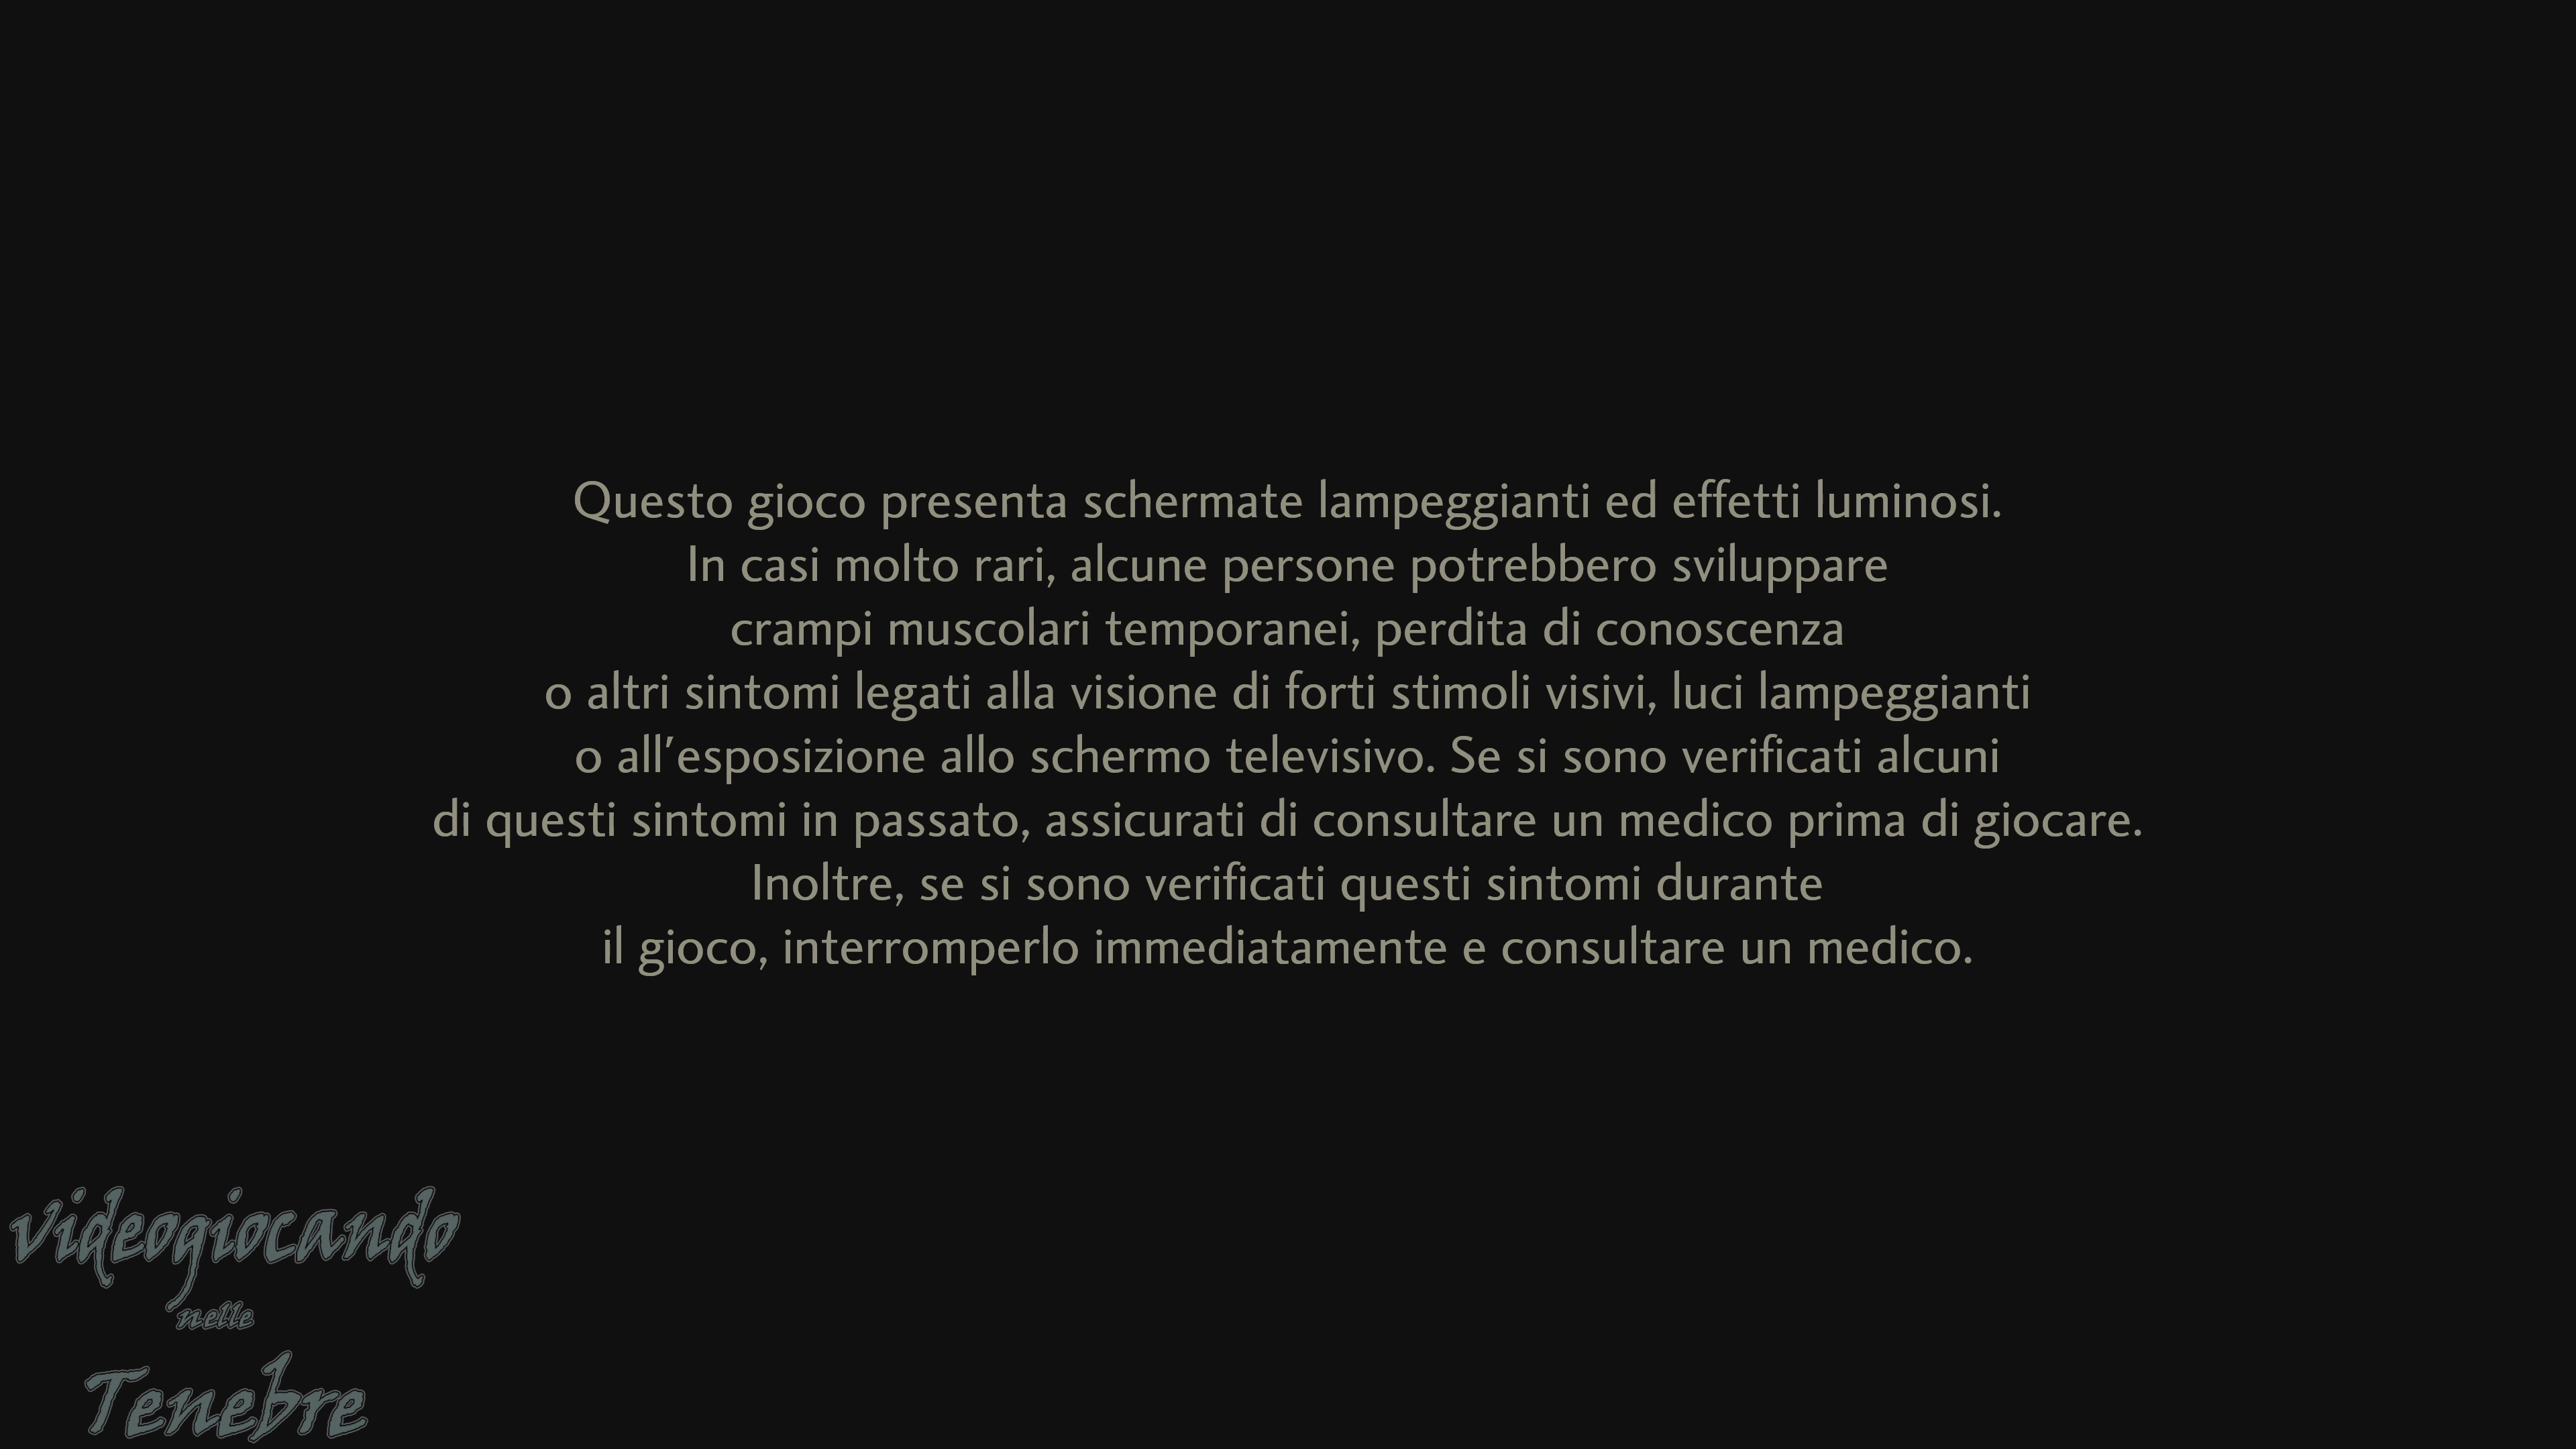 Questo gioco presenta schermate lampeggianti ed effetti luminosi.
In casi molto rari, alcune persone potrebbero sviluppare
crampi muscolari temporanei, perdita di conoscenza
o altri sintomi legati alla visione di forti stimoli visivi, luci lampeggianti
o all'esposizione allo schermo televisivo. Se si sono verificati alcuni
di questi sintomi in passato, assicurati di consultare un medico prima di giocare.
Inoltre, se si sono verificati questi sintomi durante
il gioco, interromperlo immediatamente e consultare un medico.
videogiocando
nelle
Tenebre